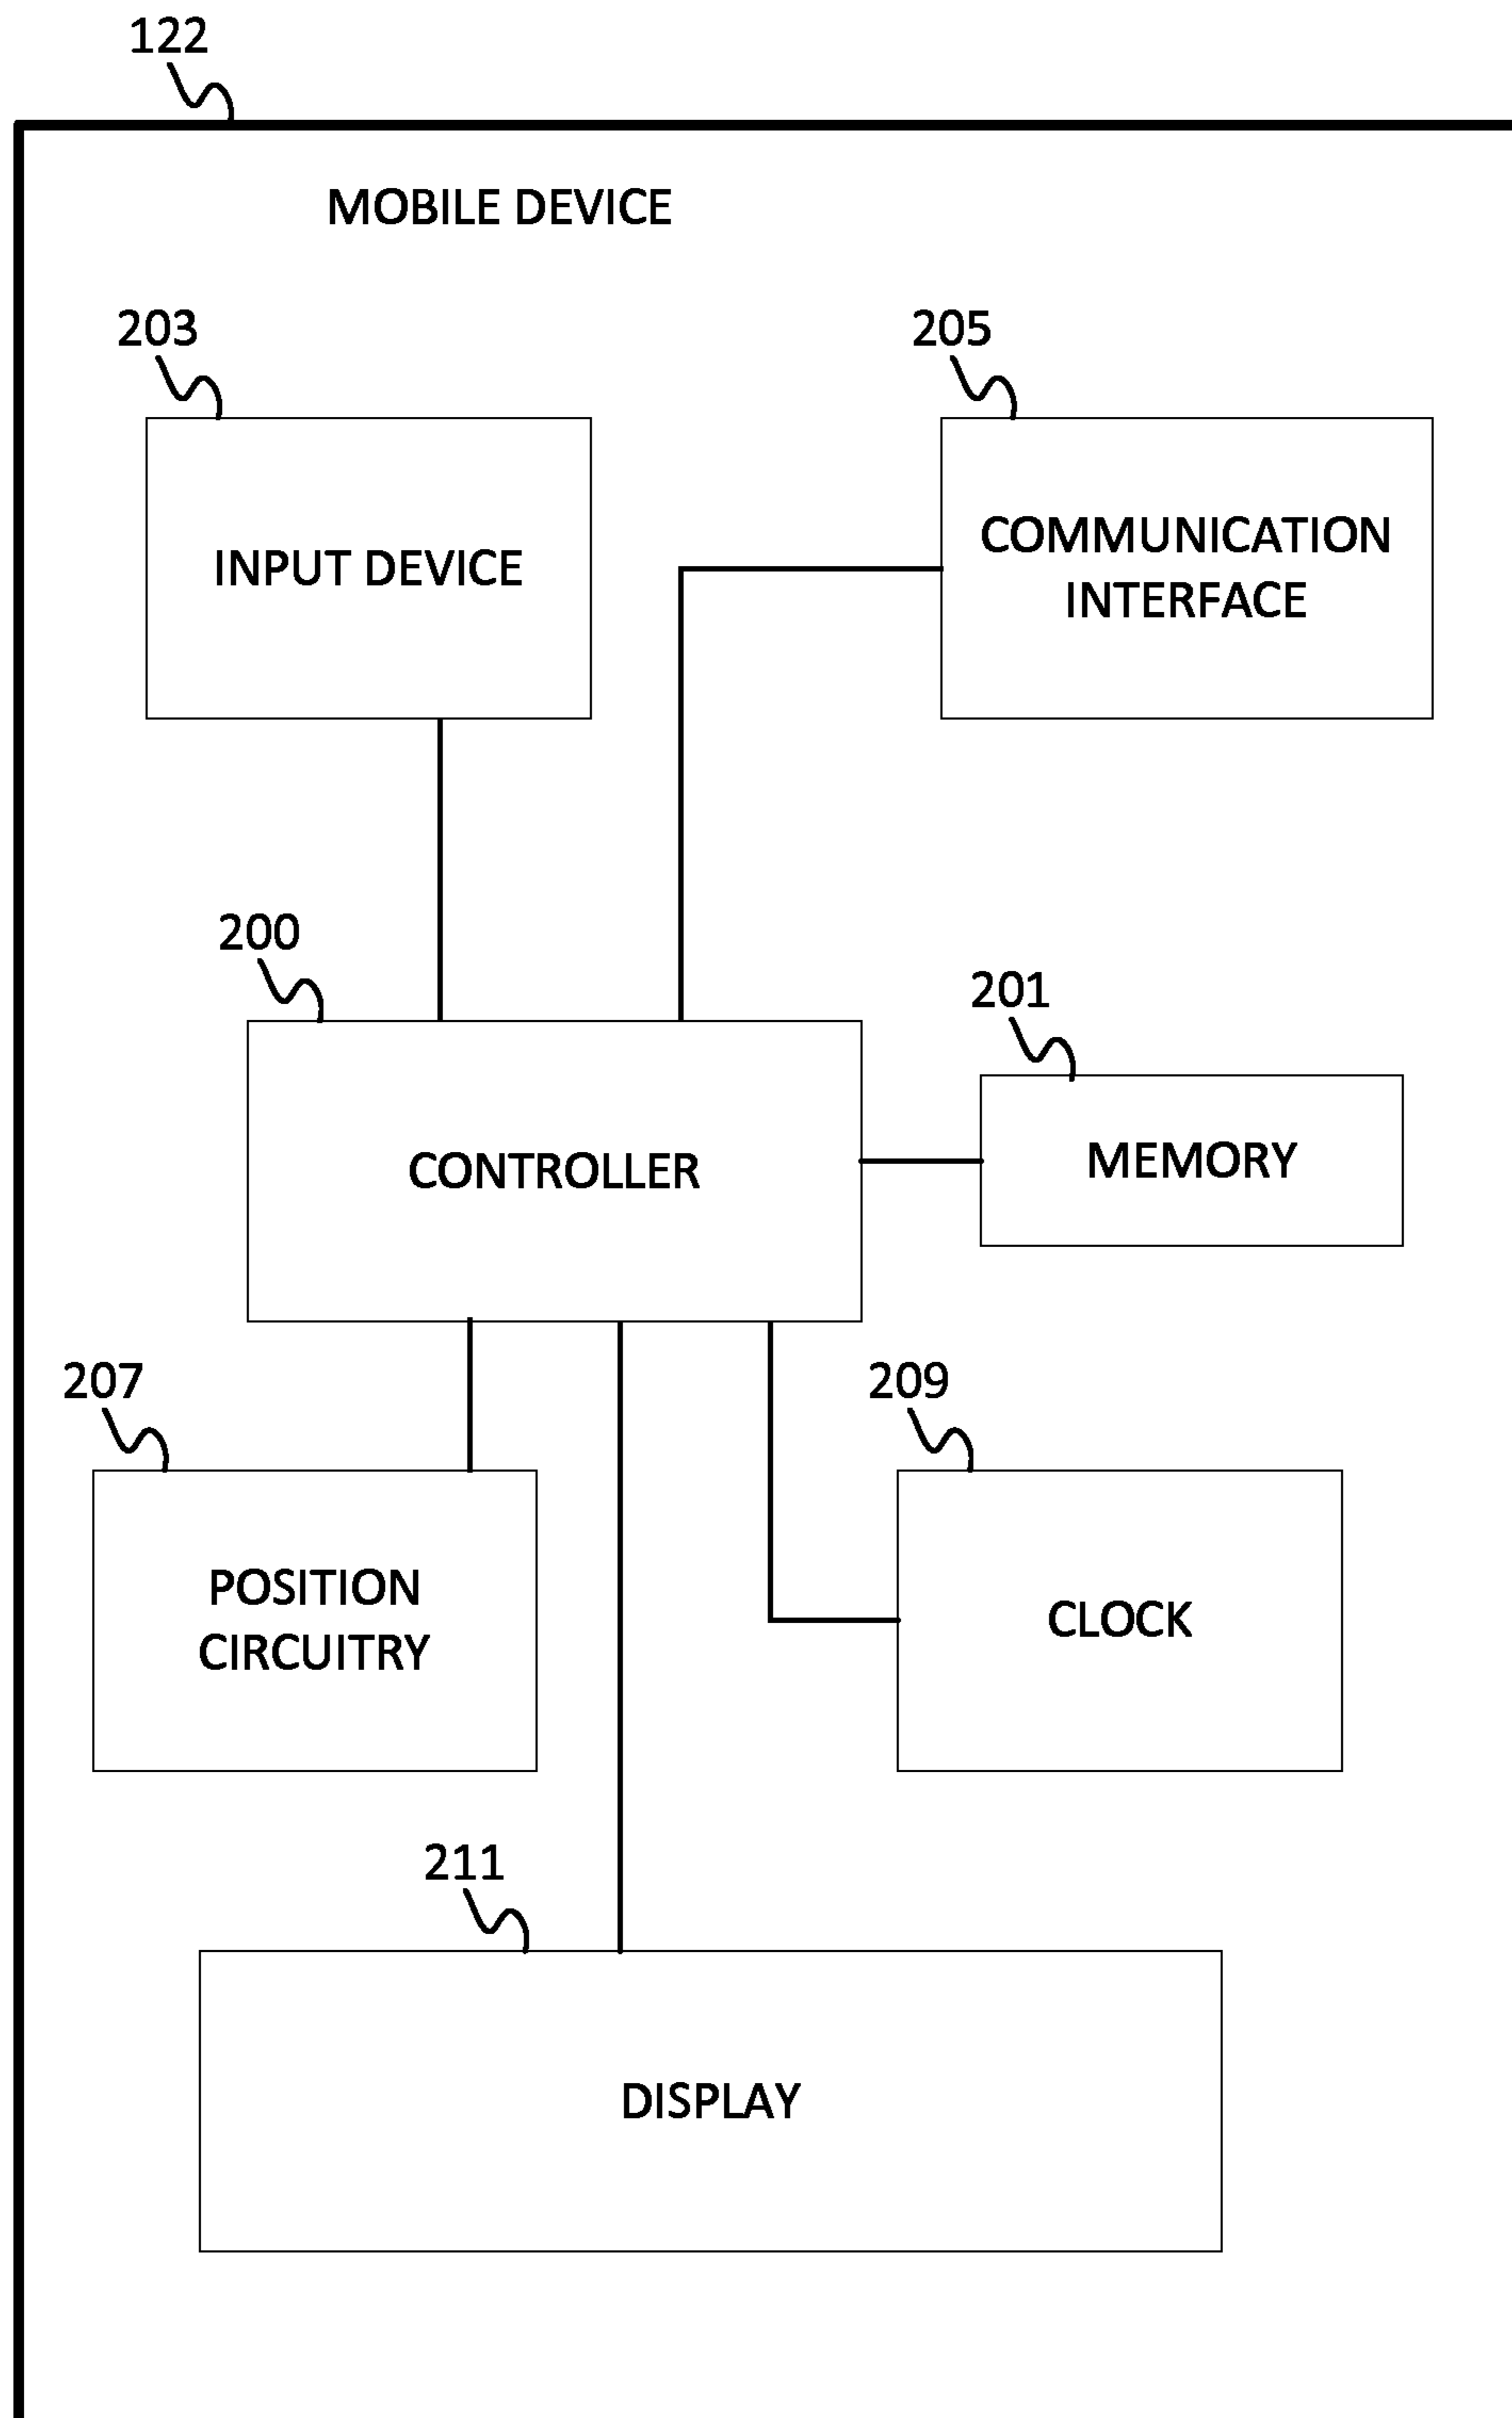 122
MOBILE DEVICE
203
205
INPUT DEVICE
COMMUNICATION
INTERFACE
200
201
CONTROLLER
MEMORY
207
209
POSITION
CIRCUITRY
CLOCK
211
DISPLAY